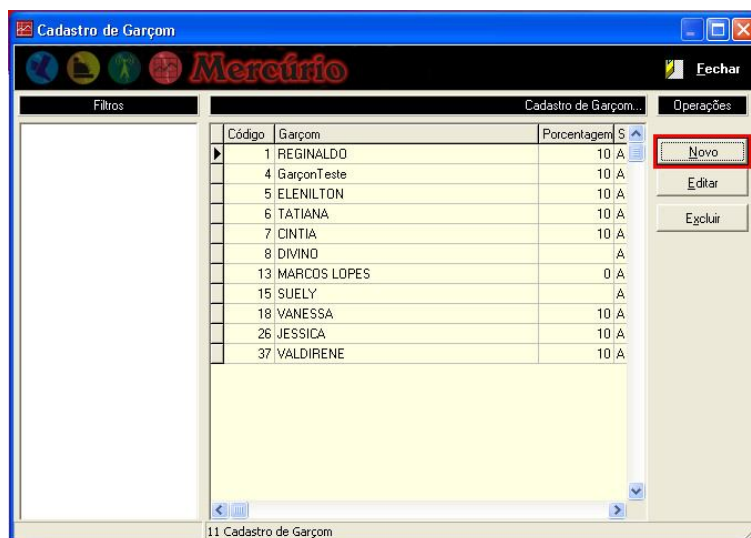 Cadastro de Garçom
Mercúrio
Fechar
Filtros
Cadastro de Garçom...
Operações
Código Garçom Porcentagem S
1 REGINALDO 10 A
4 GarçonTeste 10 A
5 ELENILTON 10 A
6 TATIANA 10 A
7 CINTIA 10 A
8 DIVINO A
13 MARCOS LOPES 0 A
15 SUELY A
18 VANESSA 10 A
26 JESSICA 10 A
37 VALDIRENE 10 A
Novo
Editar
Excluir
11 Cadastro de Garçom